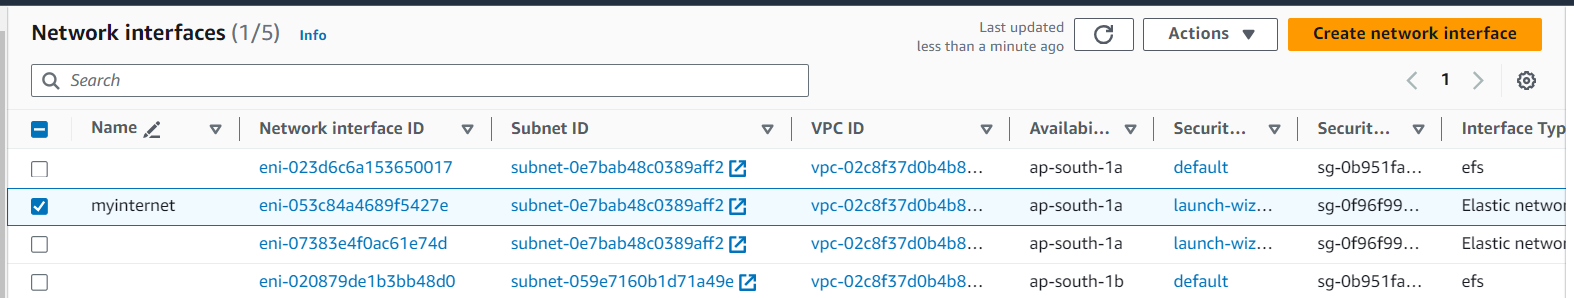 Network interfaces (1/5) Info
Last updated
less than a minute ago
Actions
Create network interface
Search
1
Name Network interface ID Subnet ID VPC ID Availabi... Securit... Securit... Interface Typ
eni-023d6c6a153650017 subnet-0e7bab48c0389aff2 vpc-02c8f37d0b4b8... ap-south-1a default sg-0b951fa... efs
myinternet eni-053c84a4689f5427e subnet-0e7bab48c0389aff2 vpc-02c8f37d0b4b8... ap-south-1a launch-wiz... sg-0f96f99... Elastic netwo
eni-07383e4f0ac61e74d subnet-0e7bab48c0389aff2 vpc-02c8f37d0b4b8... ap-south-1a launch-wiz... sg-0f96f99... Elastic netwo
eni-020879de1b3bb48d0 subnet-059e7160b1d71a49e vpc-02c8f37d0b4b8... ap-south-1b default sg-0b951fa... efs